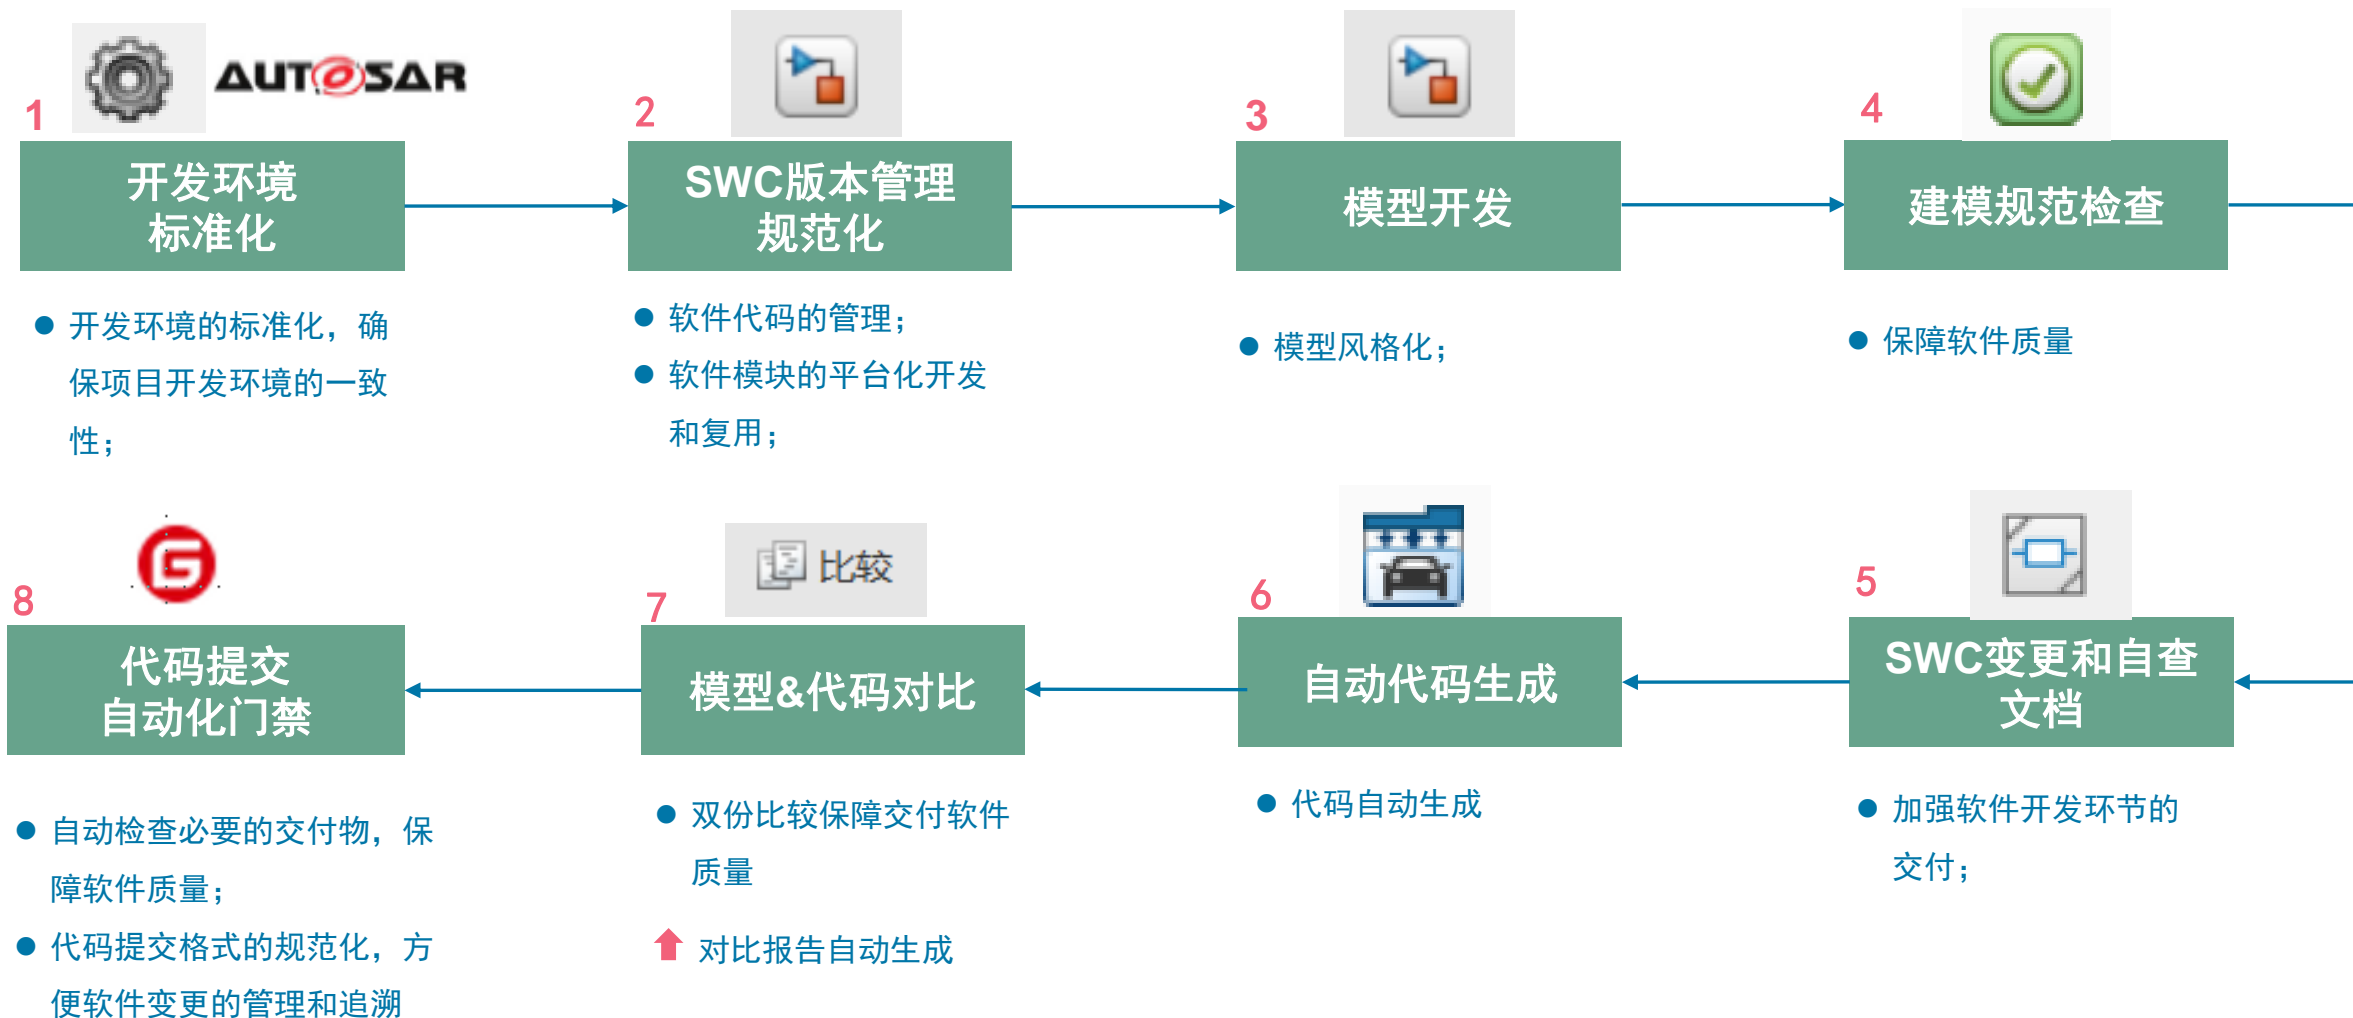 1
AUTOSAR
开发环境
标准化
开发环境的标准化，确
保项目开发环境的一致
性；
2
SWC版本管理
规范化
软件代码的管理；
软件模块的平台化开发
和复用；
3
模型开发
模型风格化；
4
建模规范检查
保障软件质量
5
SWC变更和自查
文档
加强软件开发环节的
交付；
6
自动代码生成
代码自动生成
7
比较
模型&代码对比
双份比较保障交付软件
质量
对比报告自动生成
8
G
代码提交
自动化门禁
自动检查必要的交付物，保
障软件质量；
代码提交格式的规范化，方
便软件变更的管理和追溯